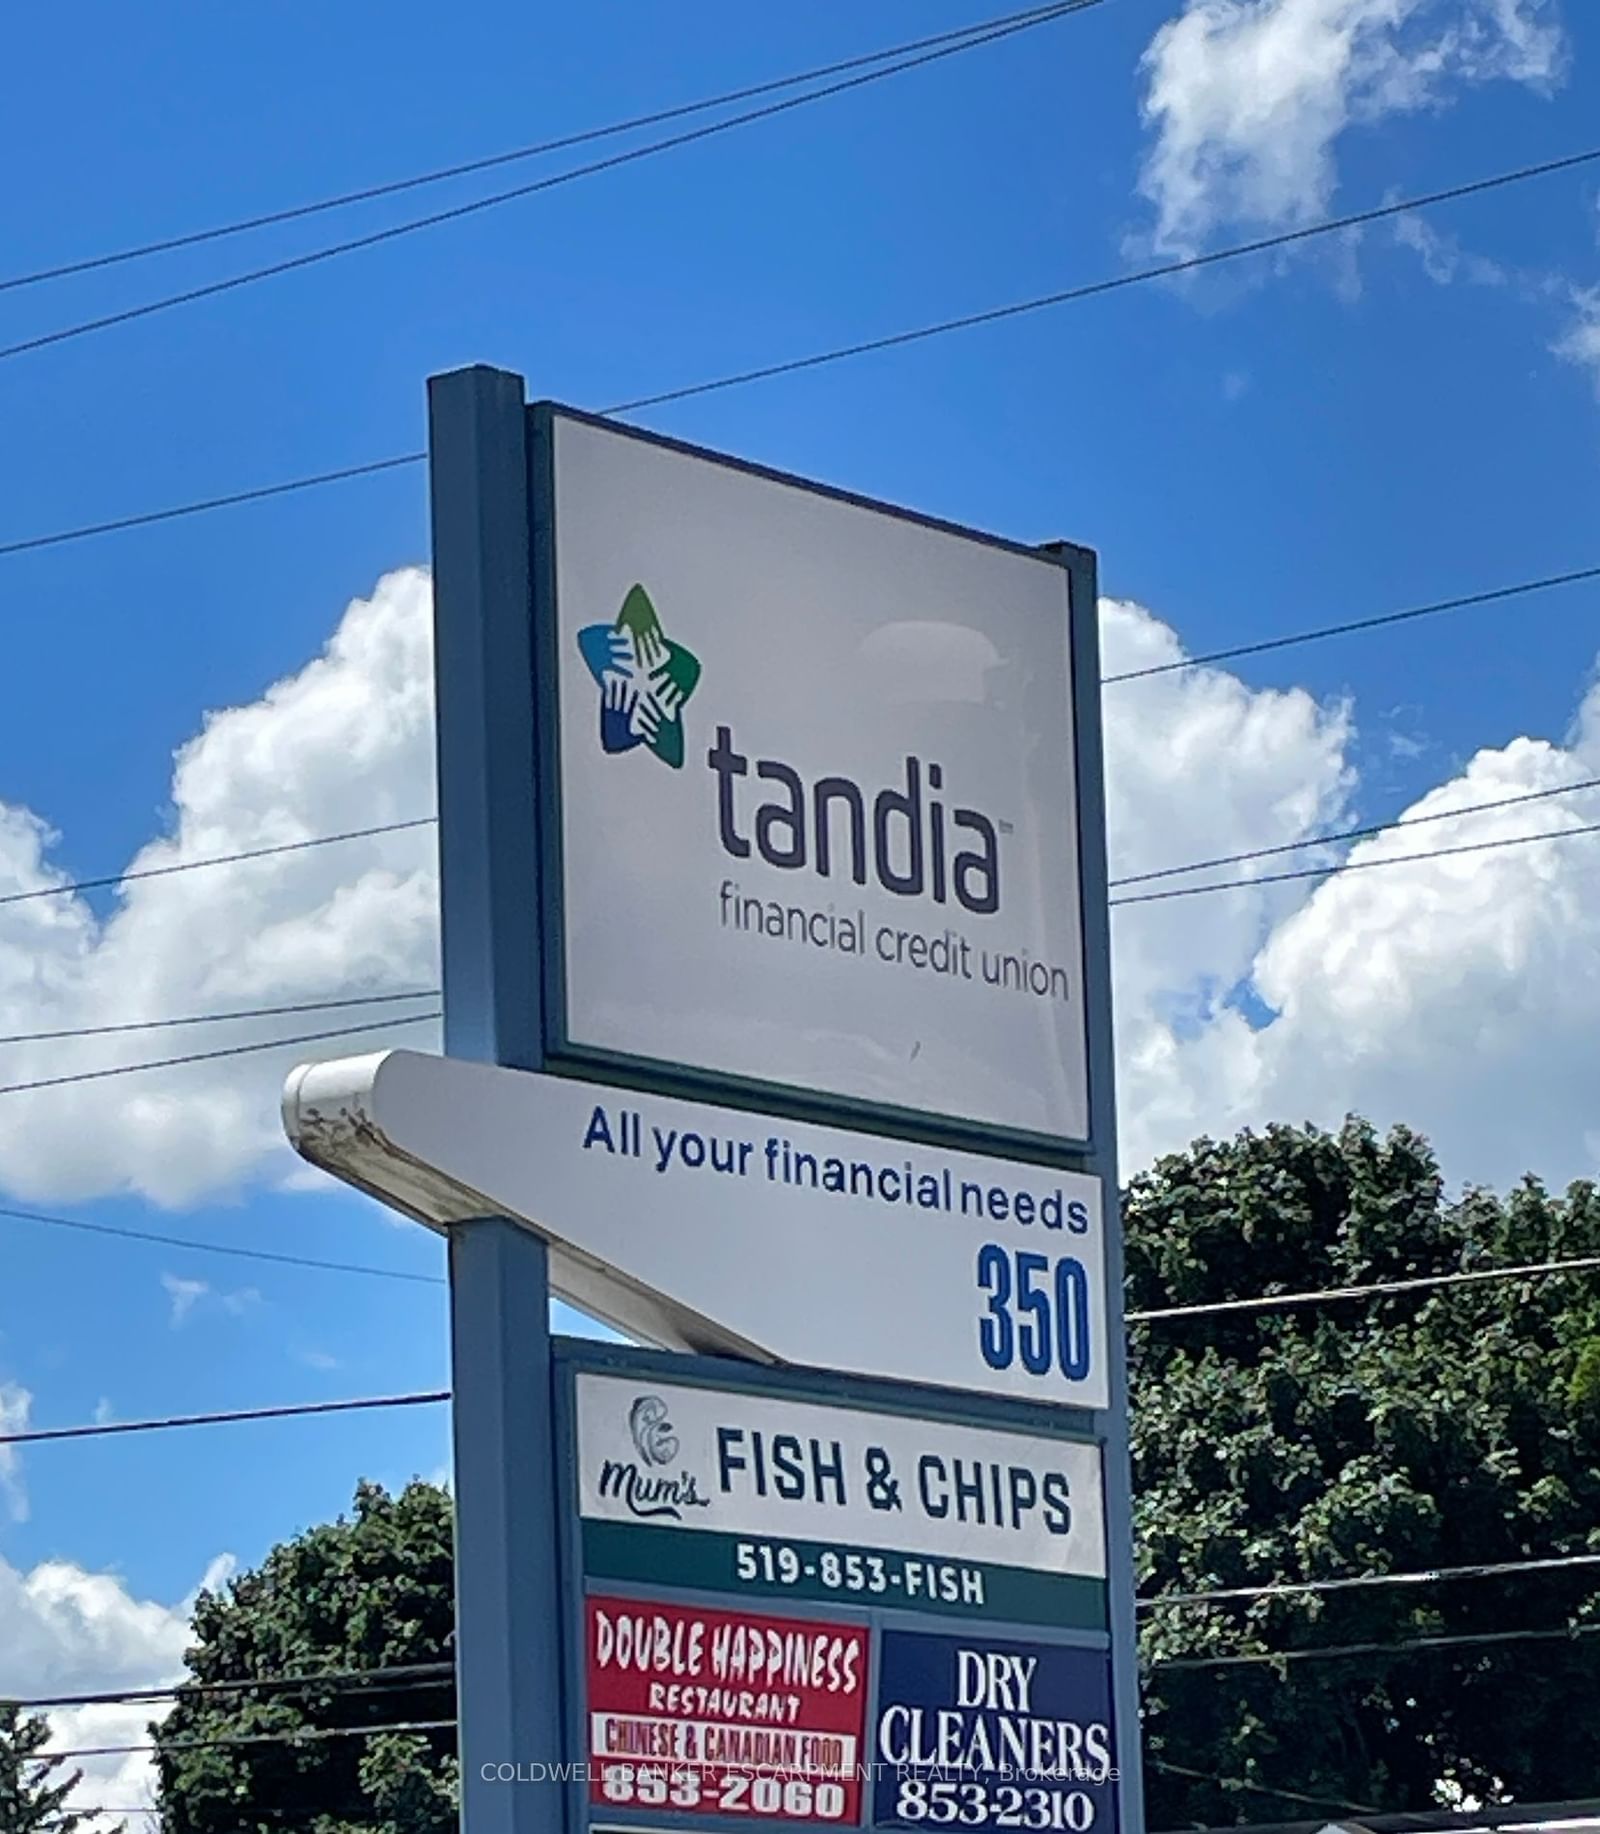 tandia™
financial credit union
All your financial needs
350
Mum's FISH & CHIPS
519-853-FISH
DOUBLE HAPPINESS
RESTAURANT
CHINESE & CANADIAN FOOD
853-2060
DRY
CLEANERS
853-2310
COLDWELL BANKER ESCARPMENT REALTY, Brokerage